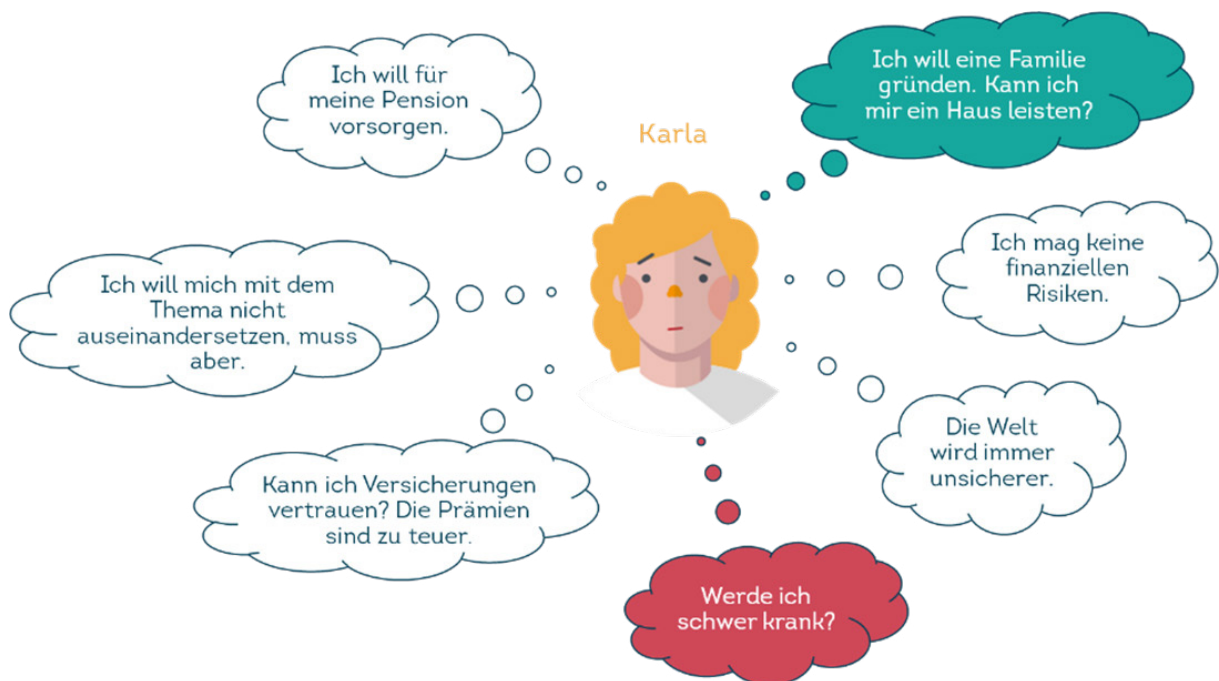 Ich will für
meine Pension
vorsorgen.
Karla
Ich will eine Familie
gründen. Kann ich
mir ein Haus leisten?
Ich will mich mit dem
Thema nicht
auseinandersetzen, muss
aber.
Ich mag keine
finanziellen
Risiken.
Kann ich Versicherungen
vertrauen? Die Prämien
sind zu teuer.
Die Welt
wird immer
unsicherer.
Werde ich
schwer krank?